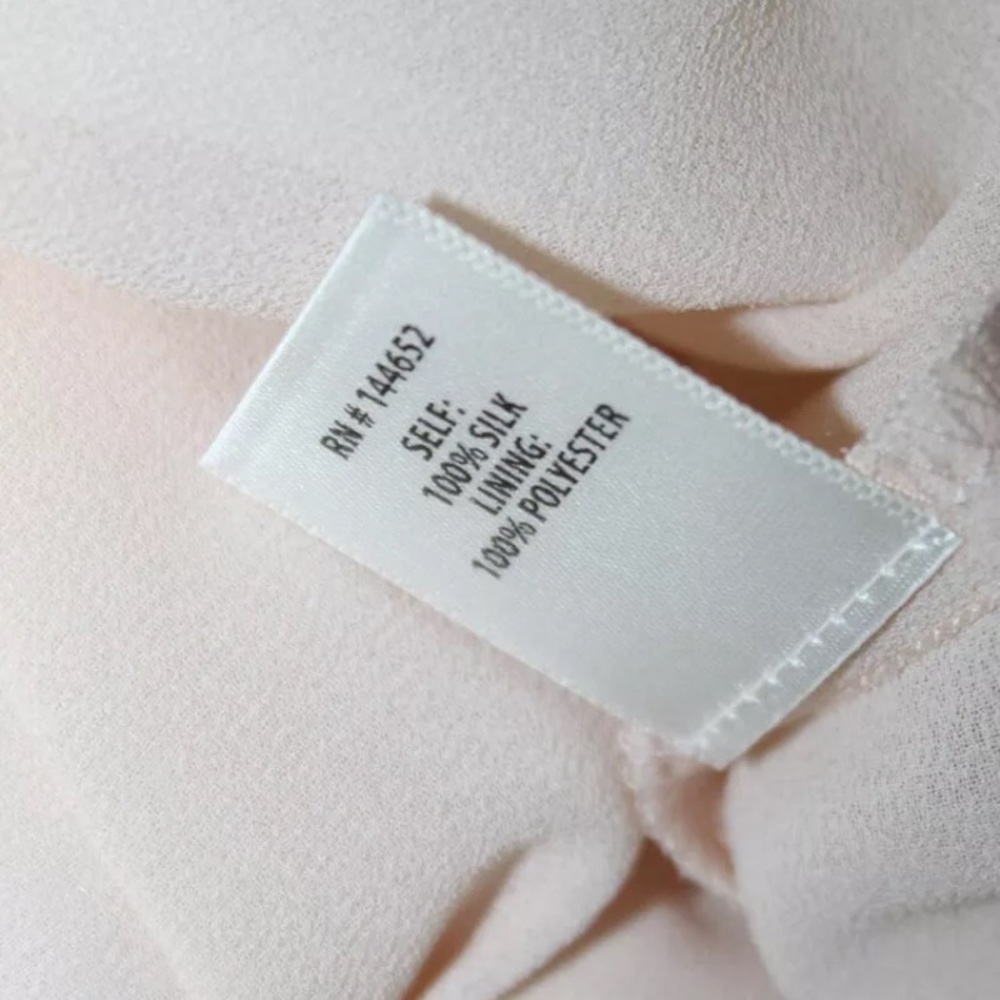 RN # 144652
SELF:
100% SILK
LINING:
100% POLYESTER